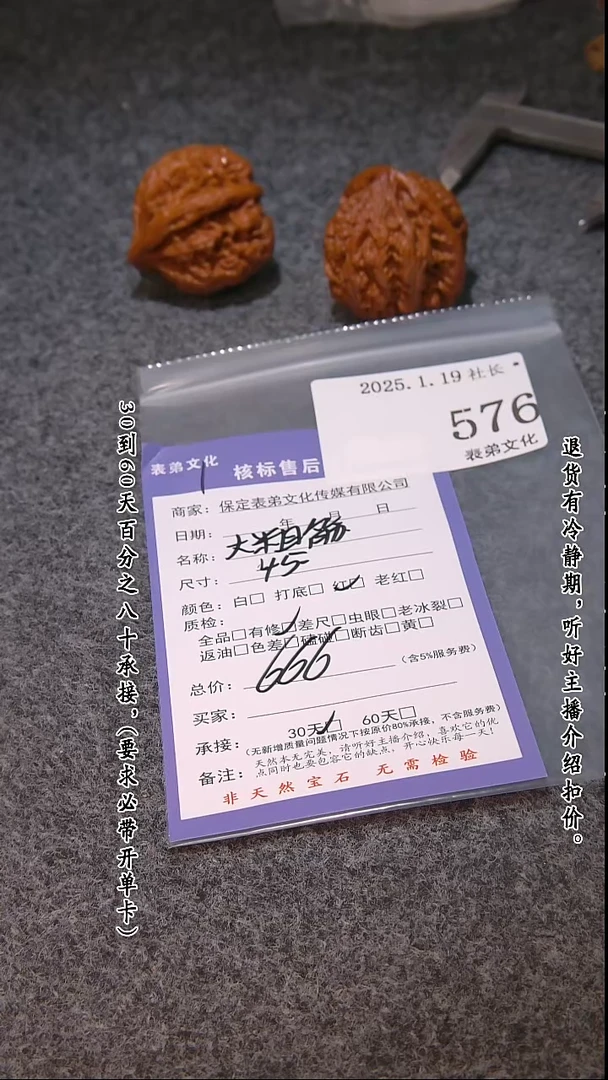 2025.1.19 社长
576
表弟文化
表弟文化 核标售后
商家：保定表弟文化传媒有限公司
日期： 年 月 日
名称：
尺寸：45
颜色：白□ 打底□ 红□ 老红□
质检：
全品□有修□差尺□虫眼□老冰裂□
返油□色差□磕碰□断齿□黄□
总价：666（含5%服务费）
买家：
承接： 30天□ 60天□
（无新增质量问题情况下按原价80%承接，不含服务费）
备注：天然本无完美，请听好主播介绍，喜欢它的优
点同时也要包容它的缺点，开心快乐每一天！
非天然宝石 无需检验
退货有冷静期，听好主播介绍扣价。
30到60天百分之八十承接，（要求必带开单卡）